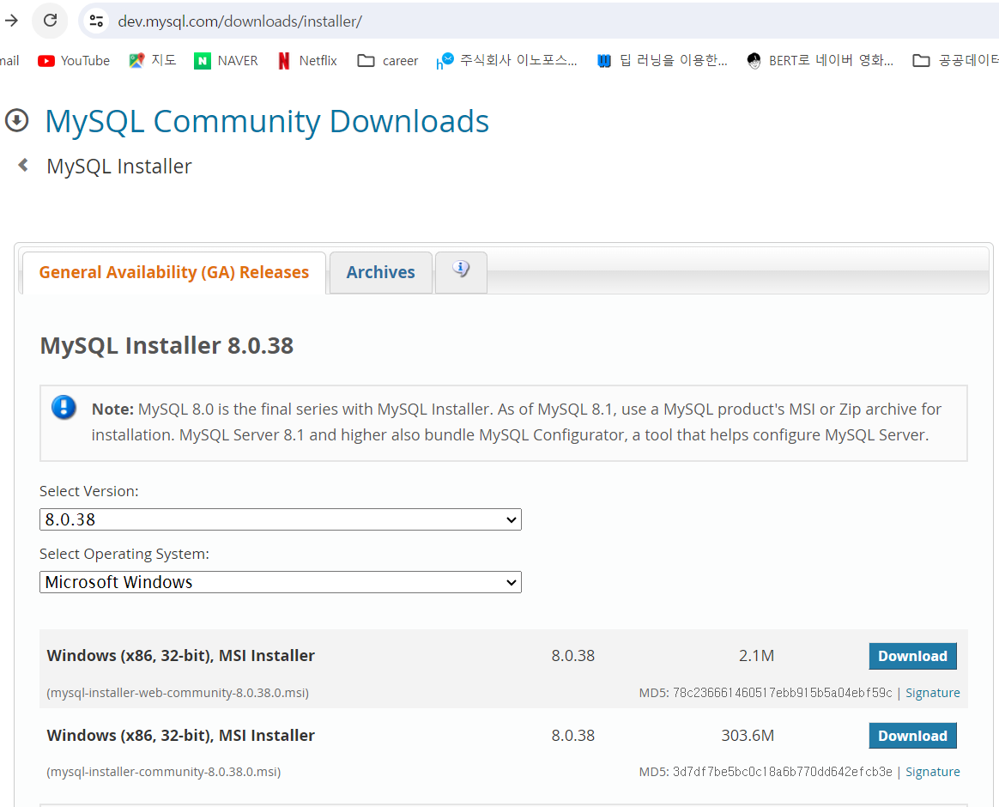 dev.mysql.com/downloads/installer/
mail YouTube 지도 NAVER Netflix career 주식회사 이노포스... 딥 러닝을 이용한... BERT로 네이버 영화... 공공데이터
MySQL Community Downloads
MySQL Installer
General Availability (GA) Releases Archives
MySQL Installer 8.0.38
Note: MySQL 8.0 is the final series with MySQL Installer. As of MySQL 8.1, use a MySQL product's MSI or Zip archive for
installation. MySQL Server 8.1 and higher also bundle MySQL Configurator, a tool that helps configure MySQL Server.
Select Version:
8.0.38
Select Operating System:
Microsoft Windows
Windows (x86, 32-bit), MSI Installer 8.0.38 2.1M Download
(mysql-installer-web-community-8.0.38.0.msi) MD5: 78c236661460517ebb915b5a04ebf59c | Signature
Windows (x86, 32-bit), MSI Installer 8.0.38 303.6M Download
(mysql-installer-community-8.0.38.0.msi) MD5: 3d7df7be5bc0c18a6b770dd642efcb3e | Signature